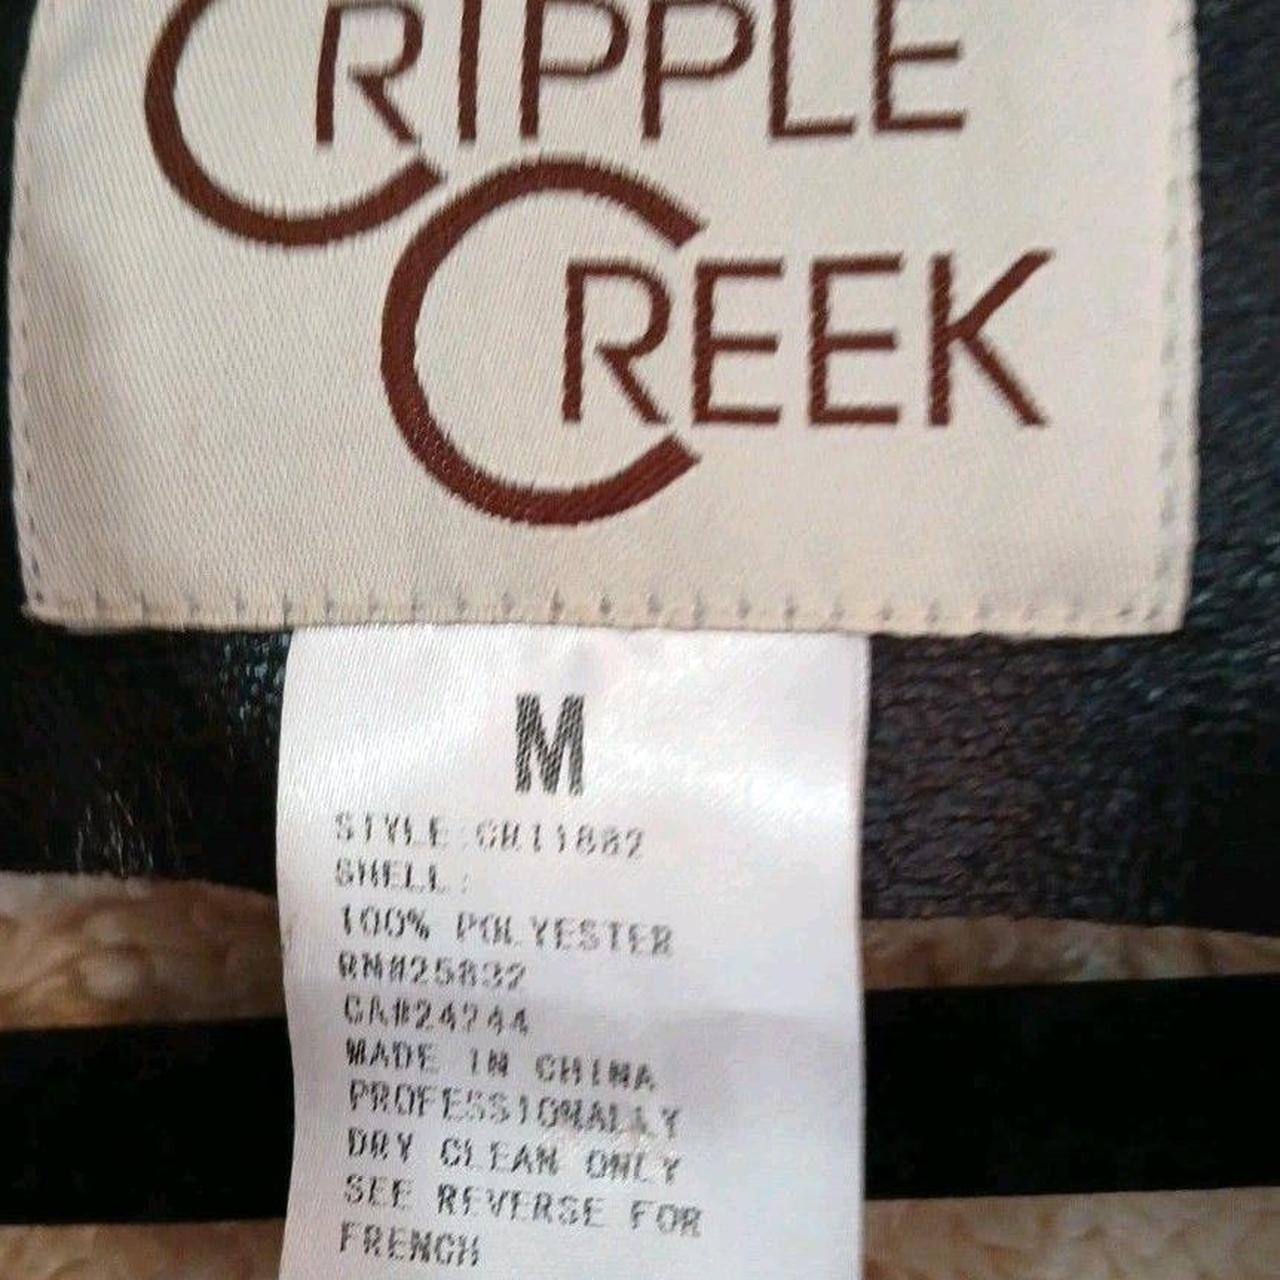 CRIPPLE
CREEK
M
STYLE:CR11882
SHELL:
100% POLYESTER
RN#25832
CA#24244
MADE IN CHINA
PROFESSIONALLY
DRY CLEAN ONLY
SEE REVERSE FOR
FRENCH